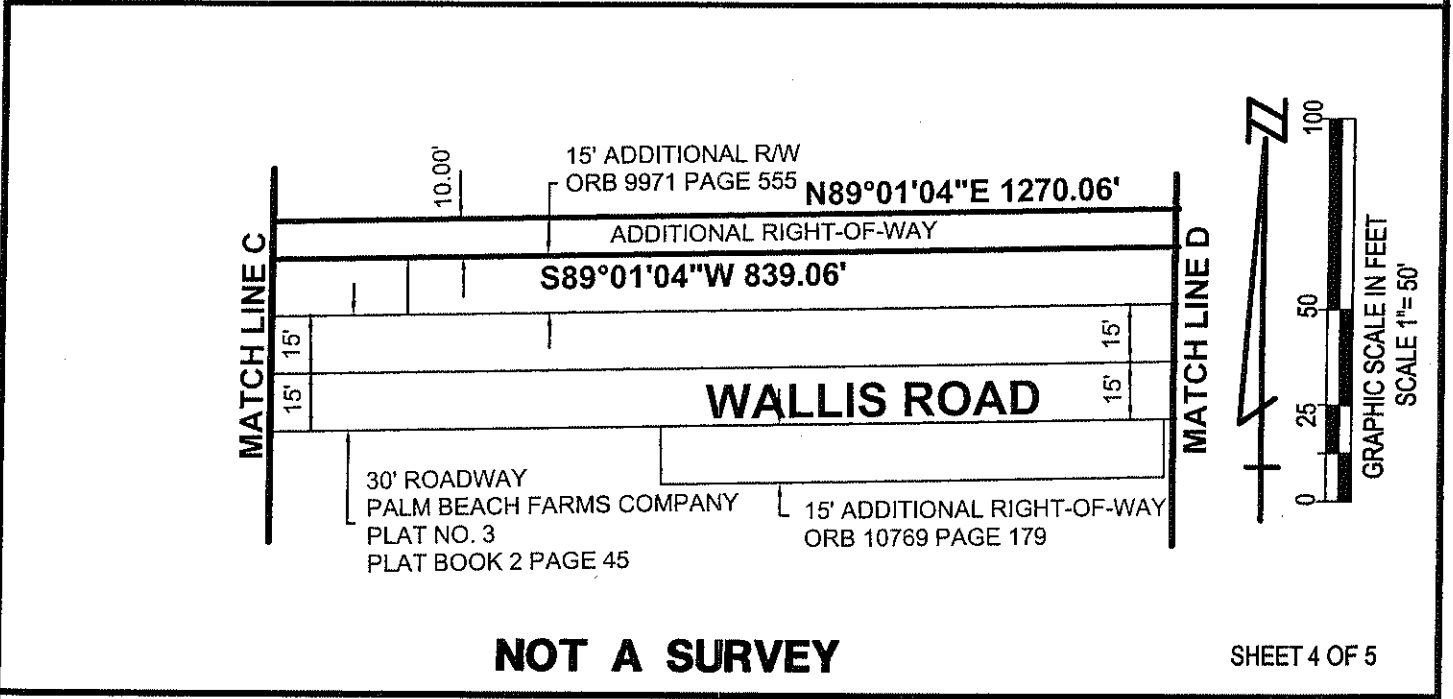 15' ADDITIONAL R/W
ORB 9971 PAGE 555
10.00'
N89°01'04"E 1270.06'
ADDITIONAL RIGHT-OF-WAY
S89°01'04"W 839.06'
MATCH LINE C
MATCH LINE D
15'
15'
15'
15'
WALLIS ROAD
30' ROADWAY
PALM BEACH FARMS COMPANY
PLAT NO. 3
PLAT BOOK 2 PAGE 45
15' ADDITIONAL RIGHT-OF-WAY
ORB 10769 PAGE 179
N
100
50
25
0
GRAPHIC SCALE IN FEET
SCALE 1"= 50'
NOT A SURVEY
SHEET 4 OF 5